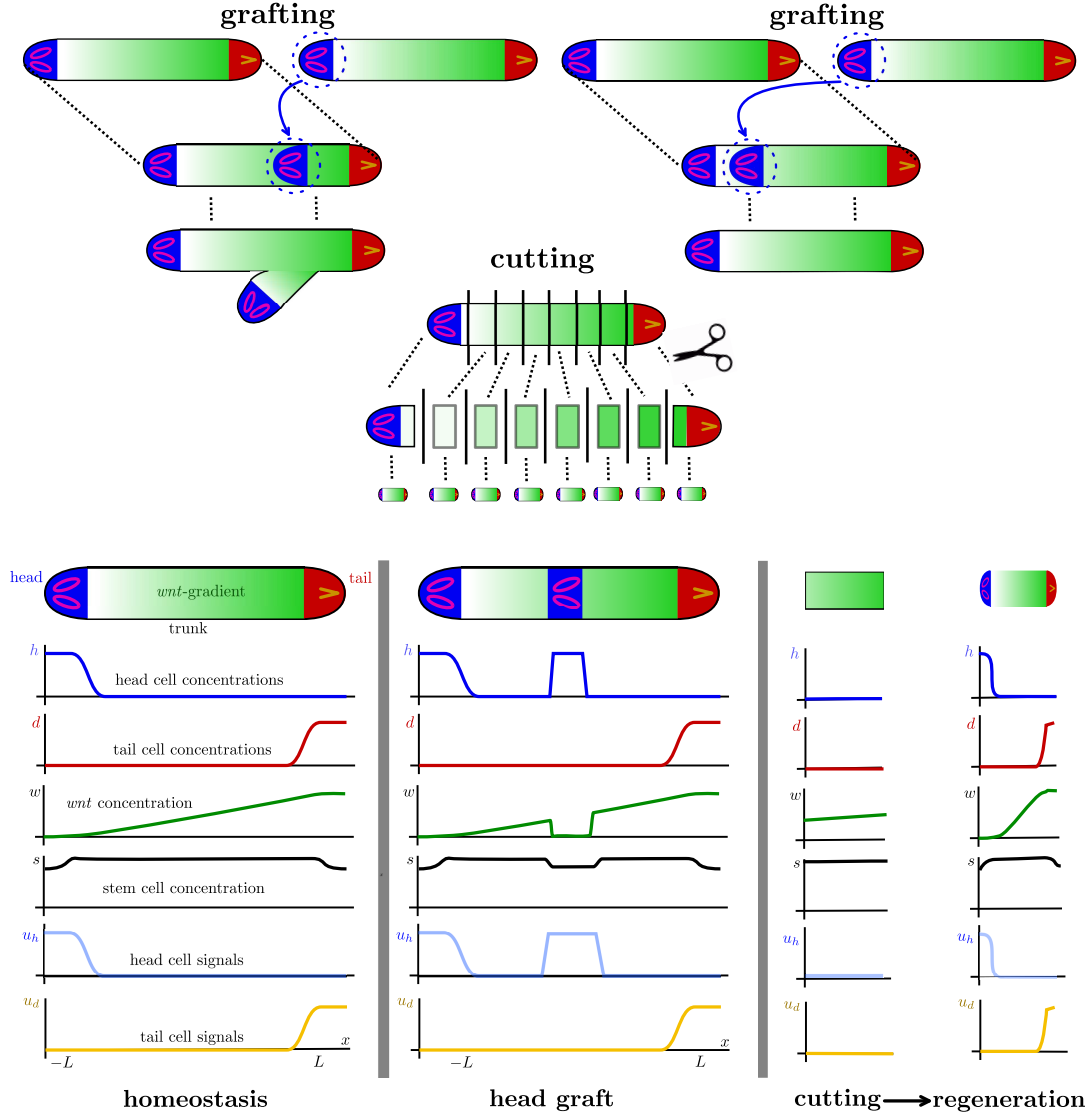 grafting
grafting
cutting
head
tail
wnt-gradient
trunk
h
head cell concentrations
d
tail cell concentrations
w
wnt concentration
s
stem cell concentration
u_h
head cell signals
u_d
tail cell signals
x
−L
L
homeostasis
h
d
w
s
u_h
u_d
x
−L
L
head graft
h
d
w
s
u_h
u_d
h
d
w
s
u_h
u_d
cutting
regeneration